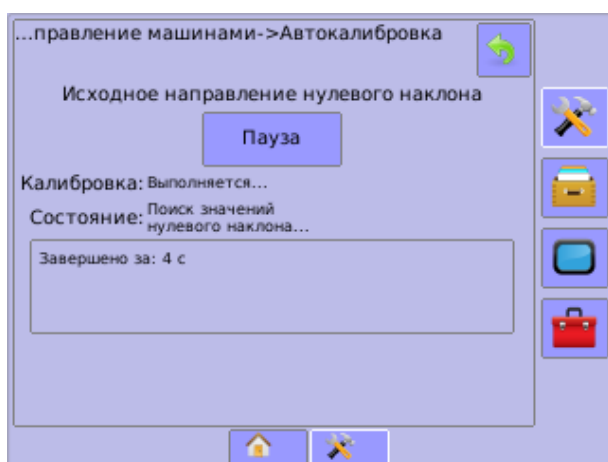 ...правление машинами->Автокалибровка
Исходное направление нулевого наклона
Пауза
Калибровка: Выполняется...
Состояние: Поиск значений
нулевого наклона...
Завершено за: 4 с